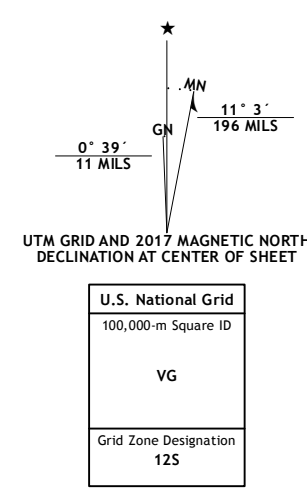 ★
MN
GN
11° 3´
196 MILS
0° 39´
11 MILS
UTM GRID AND 2017 MAGNETIC NORTH
DECLINATION AT CENTER OF SHEET
U.S. National Grid
100,000-m Square ID
VG
Grid Zone Designation
12S